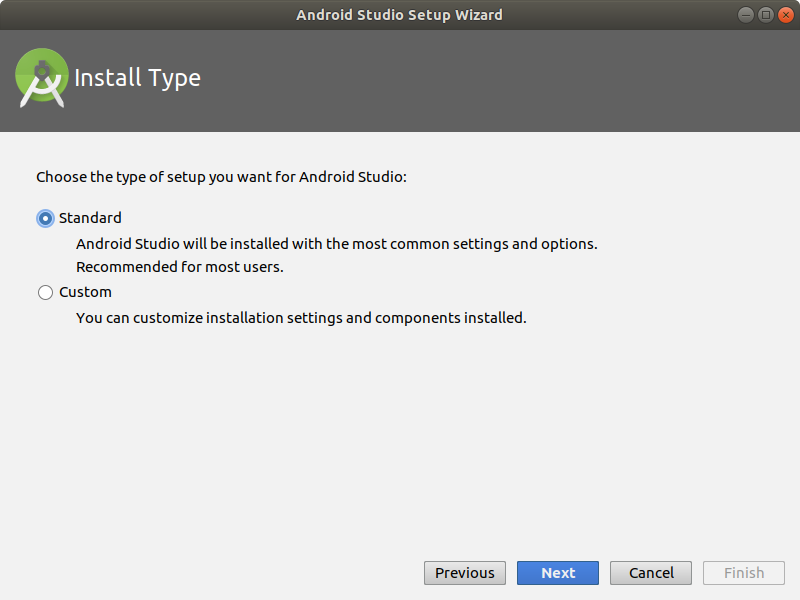 Android Studio Setup Wizard
Install Type
Choose the type of setup you want for Android Studio:
Standard
Android Studio will be installed with the most common settings and options.
Recommended for most users.
Custom
You can customize installation settings and components installed.
Previous
Next
Cancel
Finish